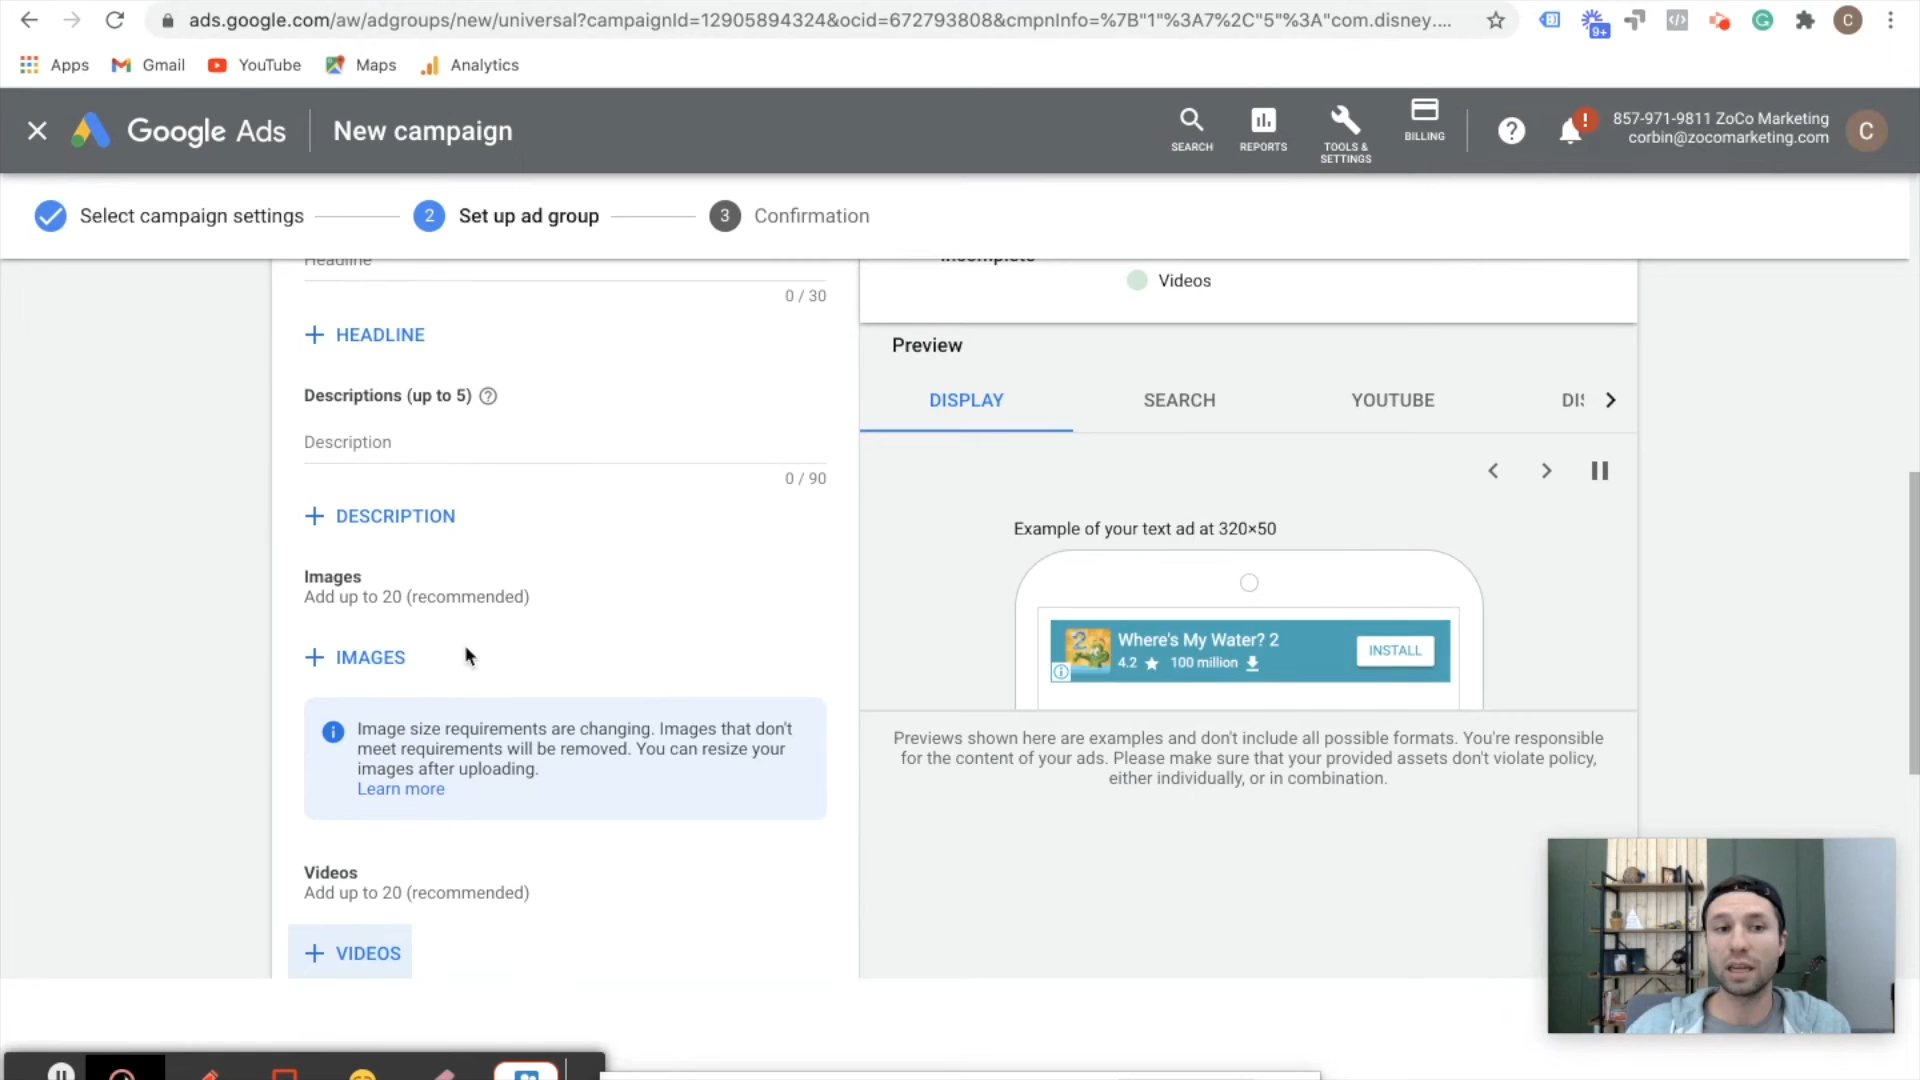 ads.google.com/aw/adgroups/new/universal?campaignId=12905894324&ocid=672793808&cmpnInfo=%7B"1"%3A7%2C"5"%3A"com.disney....
9+
C
Apps
Gmail
YouTube
Maps
Analytics
Google Ads
New campaign
SEARCH
REPORTS
TOOLS &
SETTINGS
BILLING
?
!
857-971-9811 ZoCo Marketing
corbin@zocomarketing.com
C
Select campaign settings
2
Set up ad group
3
Confirmation
Headline
0 / 30
+ HEADLINE
Descriptions (up to 5)
Description
0 / 90
+ DESCRIPTION
Images
Add up to 20 (recommended)
+ IMAGES
Image size requirements are changing. Images that don't
meet requirements will be removed. You can resize your
images after uploading.
Learn more
Videos
Add up to 20 (recommended)
+ VIDEOS
Incomplete
Videos
Preview
DISPLAY
SEARCH
YOUTUBE
Example of your text ad at 320×50
2
Where's My Water? 2
4.2 ★ 100 million
INSTALL
Previews shown here are examples and don't include all possible formats. You're responsible
for the content of your ads. Please make sure that your provided assets don't violate policy,
either individually, or in combination.